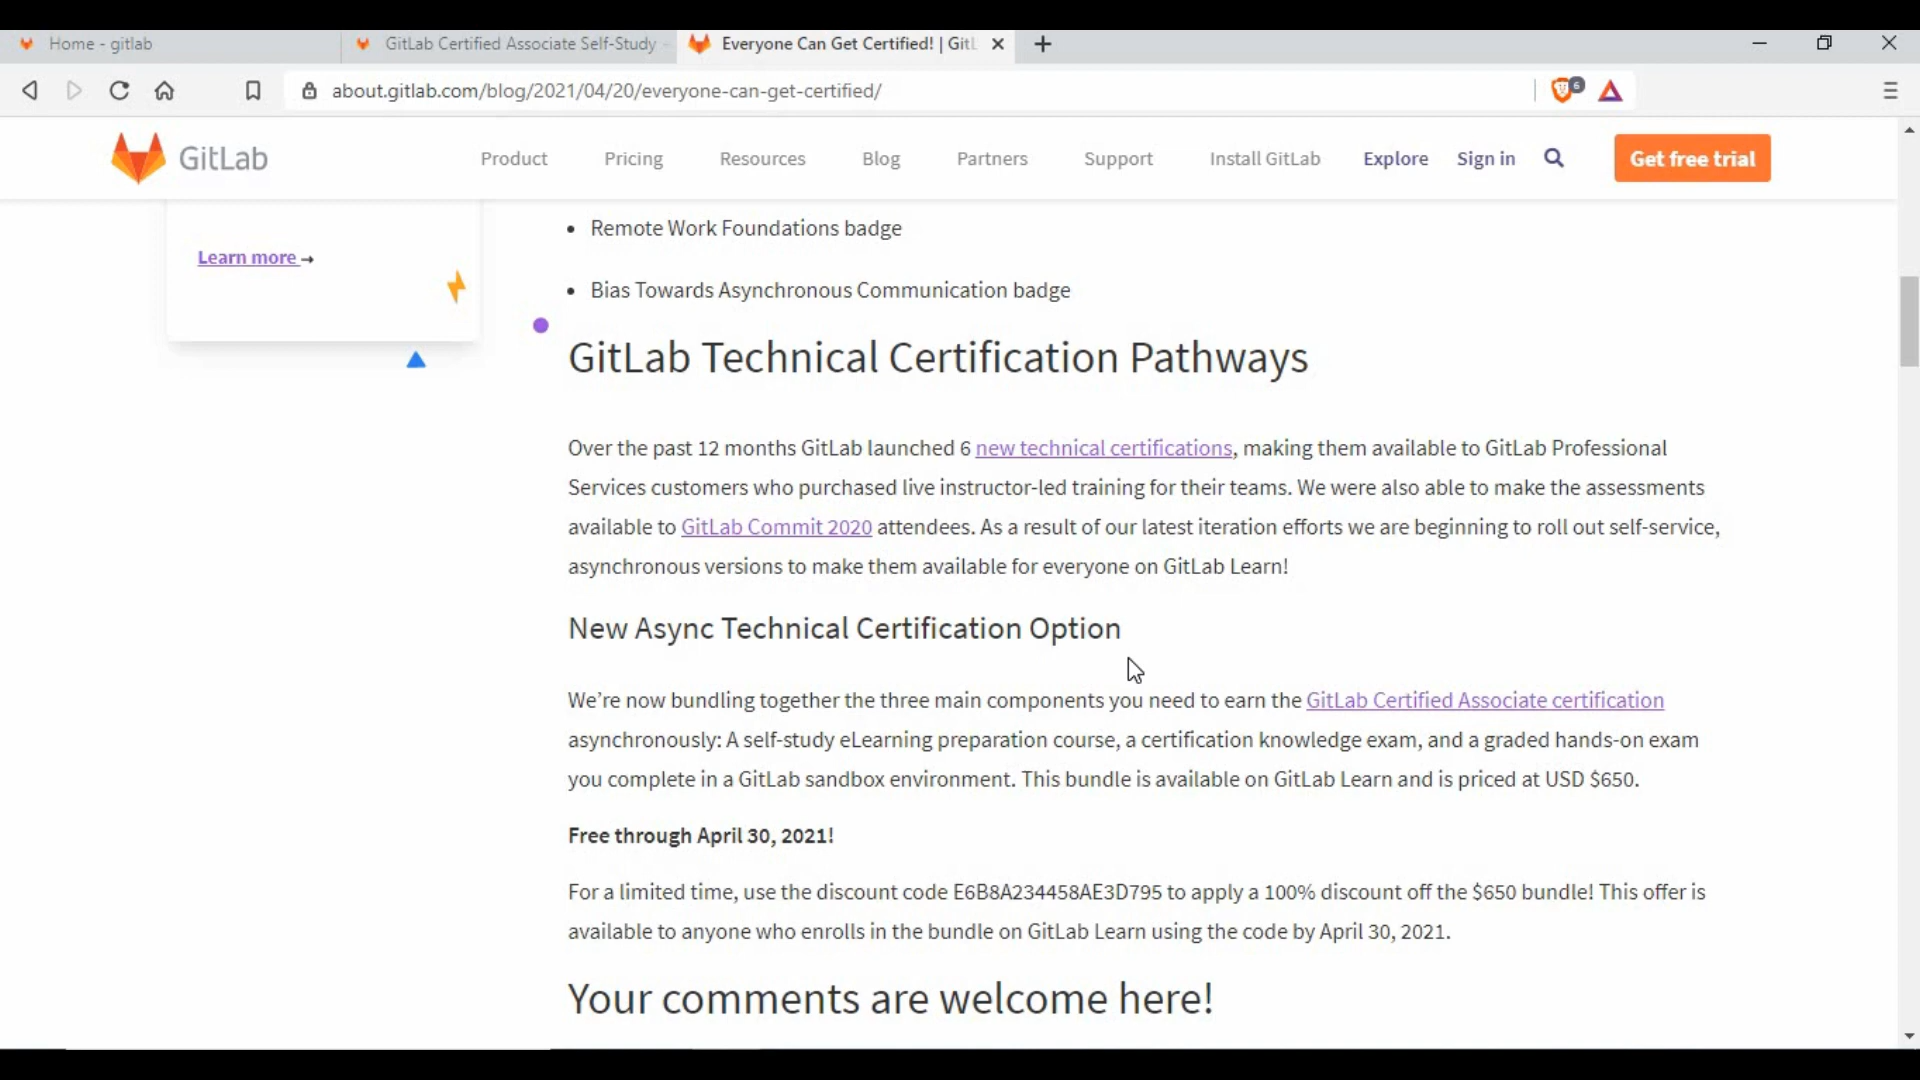 Home - gitlab
GitLab Certified Associate Self-Study
Everyone Can Get Certified! | GitL
about.gitlab.com/blog/2021/04/20/everyone-can-get-certified/
6
GitLab
Product
Pricing
Resources
Blog
Partners
Support
Install GitLab
Explore
Sign in
Get free trial
Learn more →
• Remote Work Foundations badge
• Bias Towards Asynchronous Communication badge
GitLab Technical Certification Pathways
Over the past 12 months GitLab launched 6 new technical certifications, making them available to GitLab Professional
Services customers who purchased live instructor-led training for their teams. We were also able to make the assessments
available to GitLab Commit 2020 attendees. As a result of our latest iteration efforts we are beginning to roll out self-service,
asynchronous versions to make them available for everyone on GitLab Learn!
New Async Technical Certification Option
We’re now bundling together the three main components you need to earn the GitLab Certified Associate certification
asynchronously: A self-study eLearning preparation course, a certification knowledge exam, and a graded hands-on exam
you complete in a GitLab sandbox environment. This bundle is available on GitLab Learn and is priced at USD $650.
Free through April 30, 2021!
For a limited time, use the discount code E6B8A234458AE3D795 to apply a 100% discount off the $650 bundle! This offer is
available to anyone who enrolls in the bundle on GitLab Learn using the code by April 30, 2021.
Your comments are welcome here!